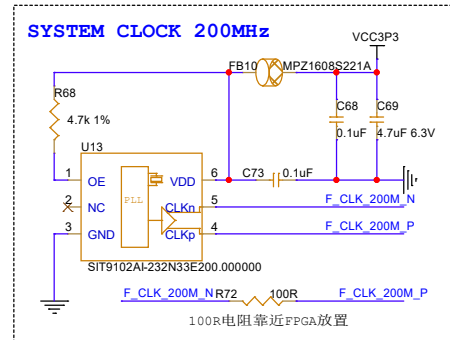 SYSTEM CLOCK 200MHz
VCC3P3
FB10 MPZ1608S221A
R68
4.7k 1%
C68
0.1uF
C69
4.7uF 6.3V
U13
C73 0.1uF
1 OE
VDD 6
2 NC
CLKn 5
3 GND
CLKp 4
PLL
F_CLK_200M_N
F_CLK_200M_P
SIT9102AI-232N33E200.000000
F_CLK_200M_N R72 100R F_CLK_200M_P
100R电阻靠近FPGA放置